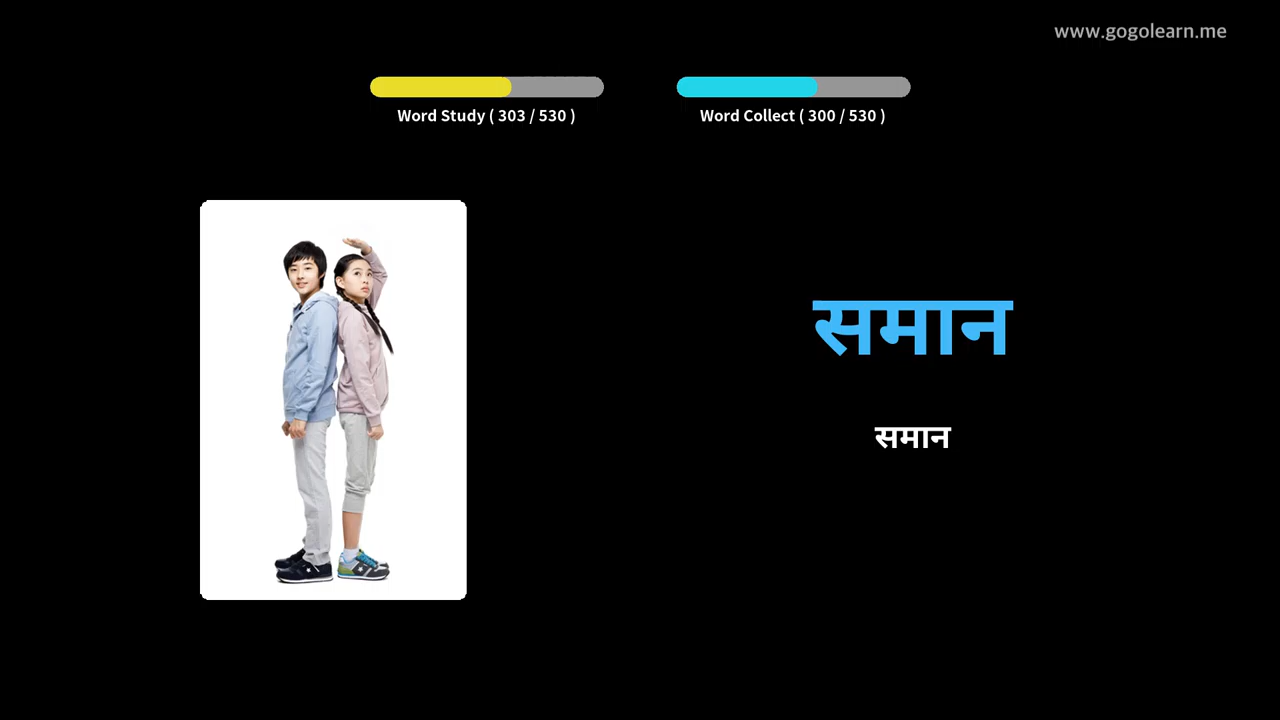 www.gogolearn.me
Word Study ( 303 / 530 )
Word Collect ( 300 / 530 )
समान
समान